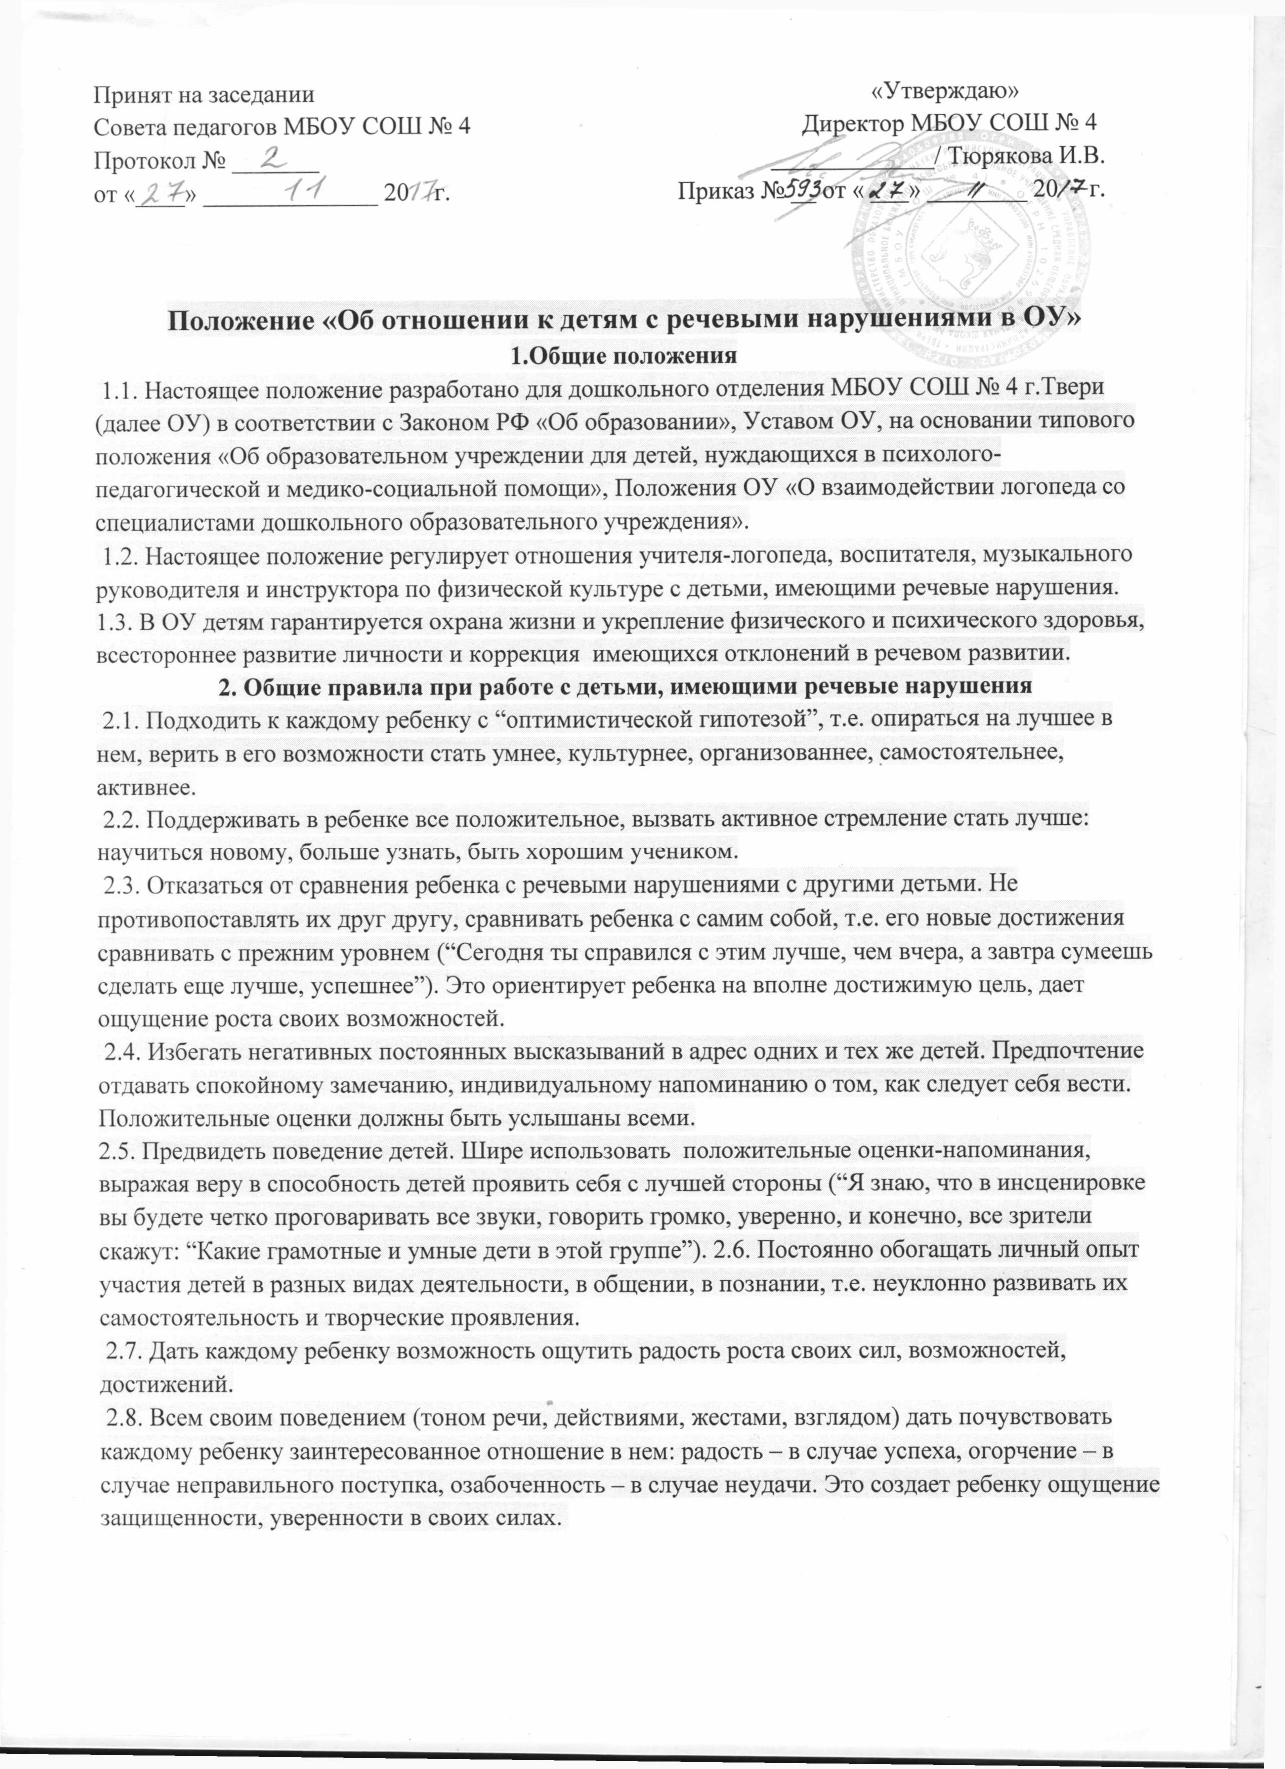 Принят на заседании
Совета педагогов МБОУ СОШ № 4
Протокол № 2
от «27» 11 2017г.
«Утверждаю»
Директор МБОУ СОШ № 4
/ Тюрякова И.В.
Приказ №593 от «27» 11 2017г.
Положение «Об отношении к детям с речевыми нарушениями в ОУ»
1.Общие положения
1.1. Настоящее положение разработано для дошкольного отделения МБОУ СОШ № 4 г.Твери
(далее ОУ) в соответствии с Законом РФ «Об образовании», Уставом ОУ, на основании типового
положения «Об образовательном учреждении для детей, нуждающихся в психолого-
педагогической и медико-социальной помощи», Положения ОУ «О взаимодействии логопеда со
специалистами дошкольного образовательного учреждения».
1.2. Настоящее положение регулирует отношения учителя-логопеда, воспитателя, музыкального
руководителя и инструктора по физической культуре с детьми, имеющими речевые нарушения.
1.3. В ОУ детям гарантируется охрана жизни и укрепление физического и психического здоровья,
всестороннее развитие личности и коррекция имеющихся отклонений в речевом развитии.
2. Общие правила при работе с детьми, имеющими речевые нарушения
2.1. Подходить к каждому ребенку с “оптимистической гипотезой”, т.е. опираться на лучшее в
нем, верить в его возможности стать умнее, культурнее, организованнее, самостоятельнее,
активнее.
2.2. Поддерживать в ребенке все положительное, вызвать активное стремление стать лучше:
научиться новому, больше узнать, быть хорошим учеником.
2.3. Отказаться от сравнения ребенка с речевыми нарушениями с другими детьми. Не
противопоставлять их друг другу, сравнивать ребенка с самим собой, т.е. его новые достижения
сравнивать с прежним уровнем (“Сегодня ты справился с этим лучше, чем вчера, а завтра сумеешь
сделать еще лучше, успешнее”). Это ориентирует ребенка на вполне достижимую цель, дает
ощущение роста своих возможностей.
2.4. Избегать негативных постоянных высказываний в адрес одних и тех же детей. Предпочтение
отдавать спокойному замечанию, индивидуальному напоминанию о том, как следует себя вести.
Положительные оценки должны быть услышаны всеми.
2.5. Предвидеть поведение детей. Шире использовать положительные оценки-напоминания,
выражая веру в способность детей проявить себя с лучшей стороны (“Я знаю, что в инсценировке
вы будете четко проговаривать все звуки, говорить громко, уверенно, и конечно, все зрители
скажут: “Какие грамотные и умные дети в этой группе”). 2.6. Постоянно обогащать личный опыт
участия детей в разных видах деятельности, в общении, в познании, т.е. неуклонно развивать их
самостоятельность и творческие проявления.
2.7. Дать каждому ребенку возможность ощутить радость роста своих сил, возможностей,
достижений.
2.8. Всем своим поведением (тоном речи, действиями, жестами, взглядом) дать почувствовать
каждому ребенку заинтересованное отношение в нем: радость – в случае успеха, огорчение – в
случае неправильного поступка, озабоченность – в случае неудачи. Это создает ребенку ощущение
защищенности, уверенности в своих силах.